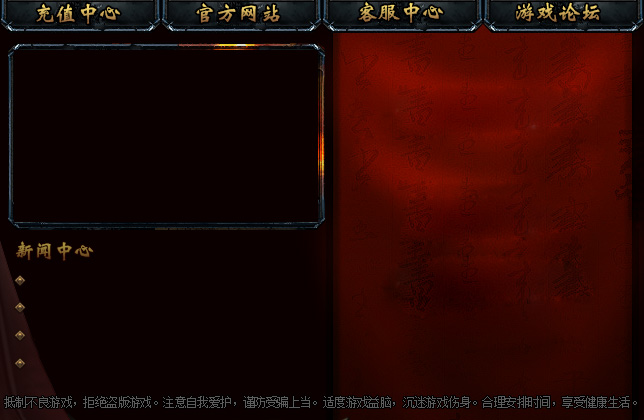 充值中心
官方网站
客服中心
游戏论坛
新闻中心
抵制不良游戏，拒绝盗版游戏。注意自我爱护，谨防受骗上当。适度游戏益脑，沉迷游戏伤身。合理安排时间，享受健康生活。